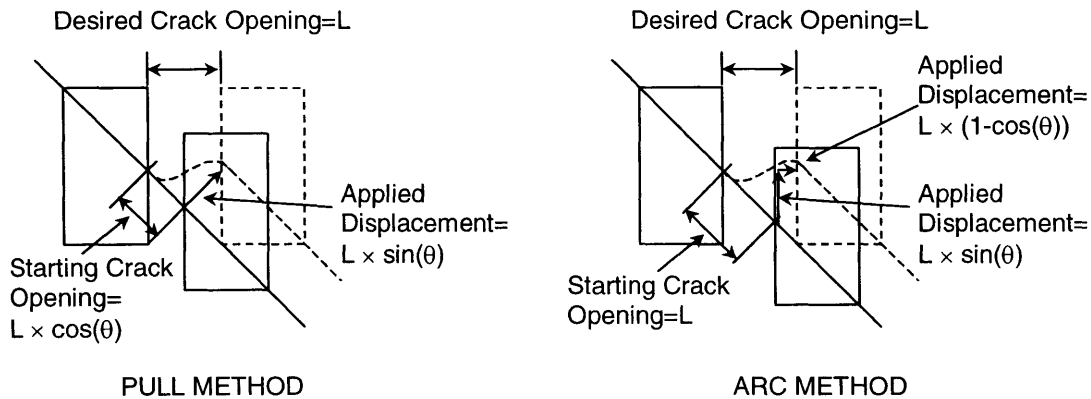 Desired Crack Opening=L
Applied
Displacement=
L × sin(θ)
Starting Crack
Opening=
L × cos(θ)
PULL METHOD
Desired Crack Opening=L
Applied
Displacement=
L × (1-cos(θ))
Applied
Displacement=
L × sin(θ)
Starting Crack
Opening=L
ARC METHOD